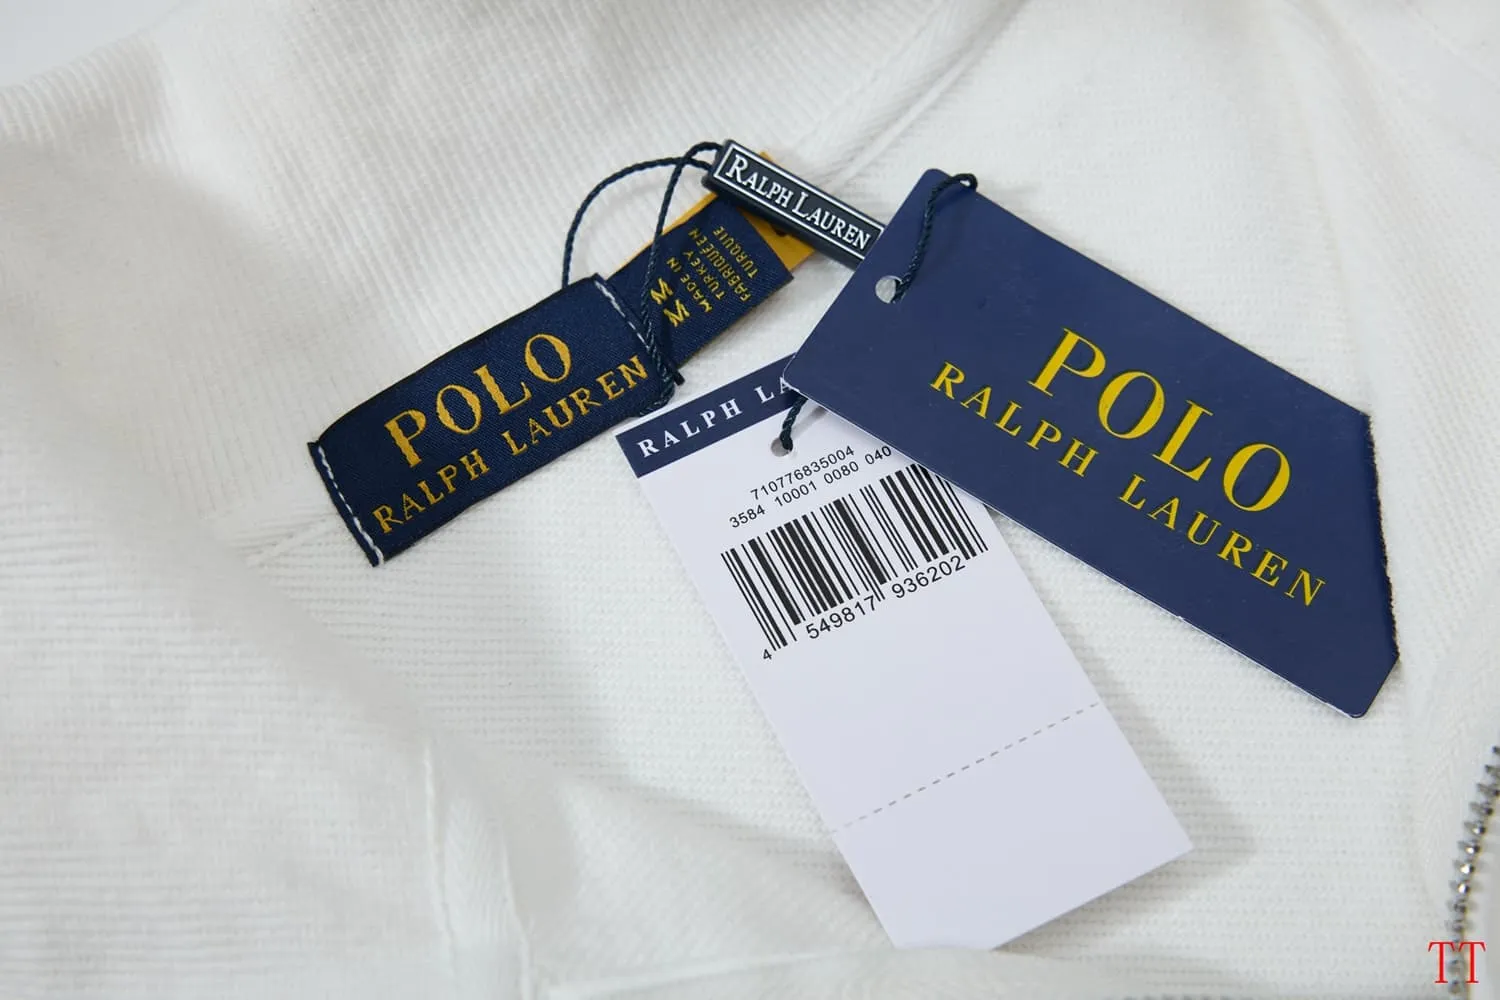 RALPH LAUREN
M
M
MADE IN
TURKEY
FABRIQUÉ EN
TURQUIE
POLO
RALPH LAUREN
POLO
RALPH LAUREN
RALPH LA
710776835004
3584 10001 0080 040
4 549817 936202
TT